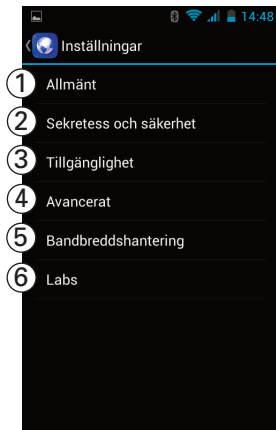 14:48
Inställningar
1 Allmänt
2 Sekretess och säkerhet
3 Tillgänglighet
4 Avancerat
5 Bandbreddshantering
6 Labs